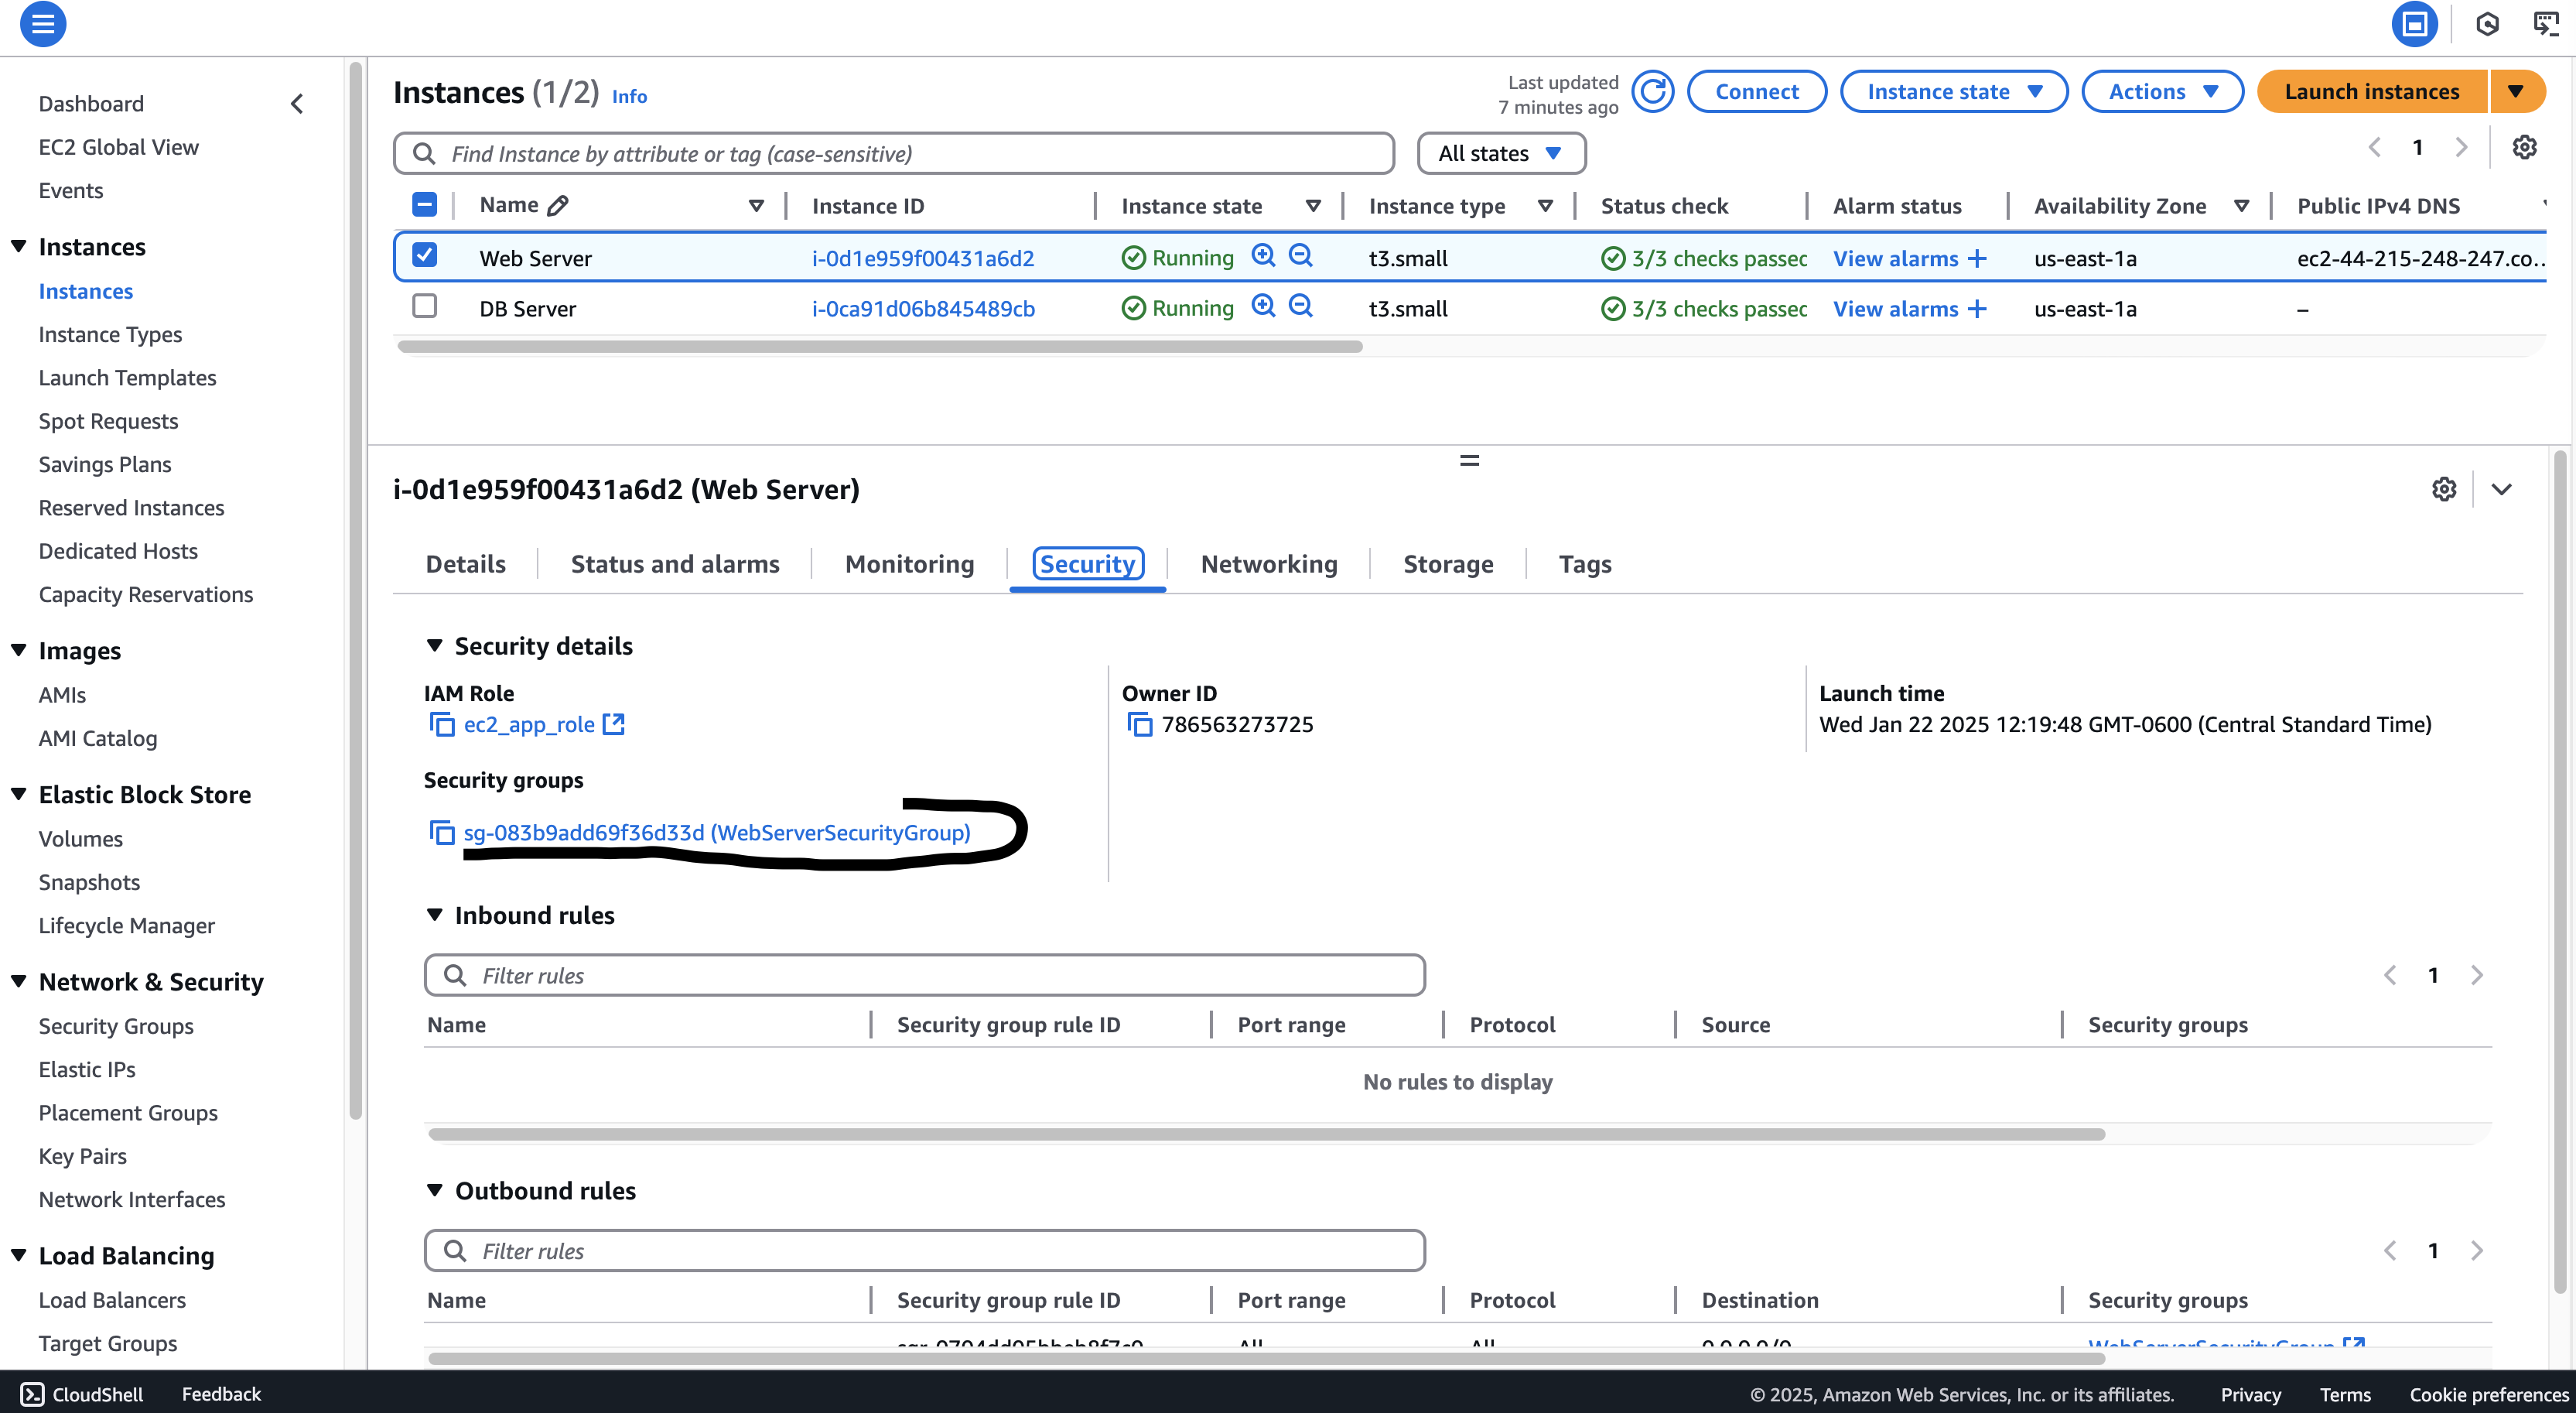 Dashboard
EC2 Global View
Events
Instances
Instances
Instance Types
Launch Templates
Spot Requests
Savings Plans
Reserved Instances
Dedicated Hosts
Capacity Reservations
Images
AMIs
AMI Catalog
Elastic Block Store
Volumes
Snapshots
Lifecycle Manager
Network & Security
Security Groups
Elastic IPs
Placement Groups
Key Pairs
Network Interfaces
Load Balancing
Load Balancers
Target Groups
Instances (1/2) Info
Last updated
7 minutes ago
Connect Instance state Actions Launch instances
Find Instance by attribute or tag (case-sensitive) All states 1
Name Instance ID Instance state Instance type Status check Alarm status Availability Zone Public IPv4 DNS
Web Server i-0d1e959f00431a6d2 Running t3.small 3/3 checks passec View alarms + us-east-1a ec2-44-215-248-247.co...
DB Server i-0ca91d06b845489cb Running t3.small 3/3 checks passec View alarms + us-east-1a –
i-0d1e959f00431a6d2 (Web Server)
Details Status and alarms Monitoring Security Networking Storage Tags
Security details
IAM Role Owner ID Launch time
ec2_app_role 786563273725 Wed Jan 22 2025 12:19:48 GMT-0600 (Central Standard Time)
Security groups
sg-083b9add69f36d33d (WebServerSecurityGroup)
Inbound rules
Filter rules 1
Name Security group rule ID Port range Protocol Source Security groups
No rules to display
Outbound rules
Filter rules 1
Name Security group rule ID Port range Protocol Destination Security groups
All All 0.0.0.0/0 WebServerSecurityGroup
CloudShell Feedback © 2025, Amazon Web Services, Inc. or its affiliates. Privacy Terms Cookie preferences